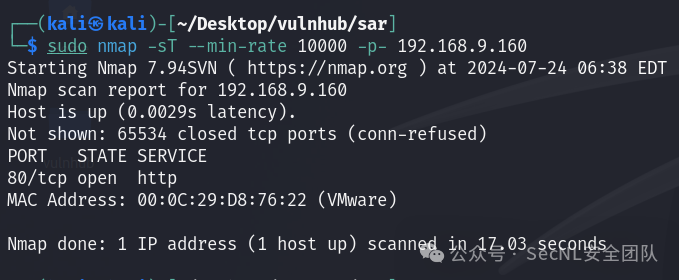 ┌──(kali㉿kali)-[~/Desktop/vulnhub/sar]
└─$ sudo nmap -sT --min-rate 10000 -p- 192.168.9.160
Starting Nmap 7.94SVN ( https://nmap.org ) at 2024-07-24 06:38 EDT
Nmap scan report for 192.168.9.160
Host is up (0.0029s latency).
Not shown: 65534 closed tcp ports (conn-refused)
PORT   STATE SERVICE
80/tcp open  http
MAC Address: 00:0C:29:D8:76:22 (VMware)
Nmap done: 1 IP address (1 host up) scanned in 17.03 seconds
公众号 · SecNL安全团队